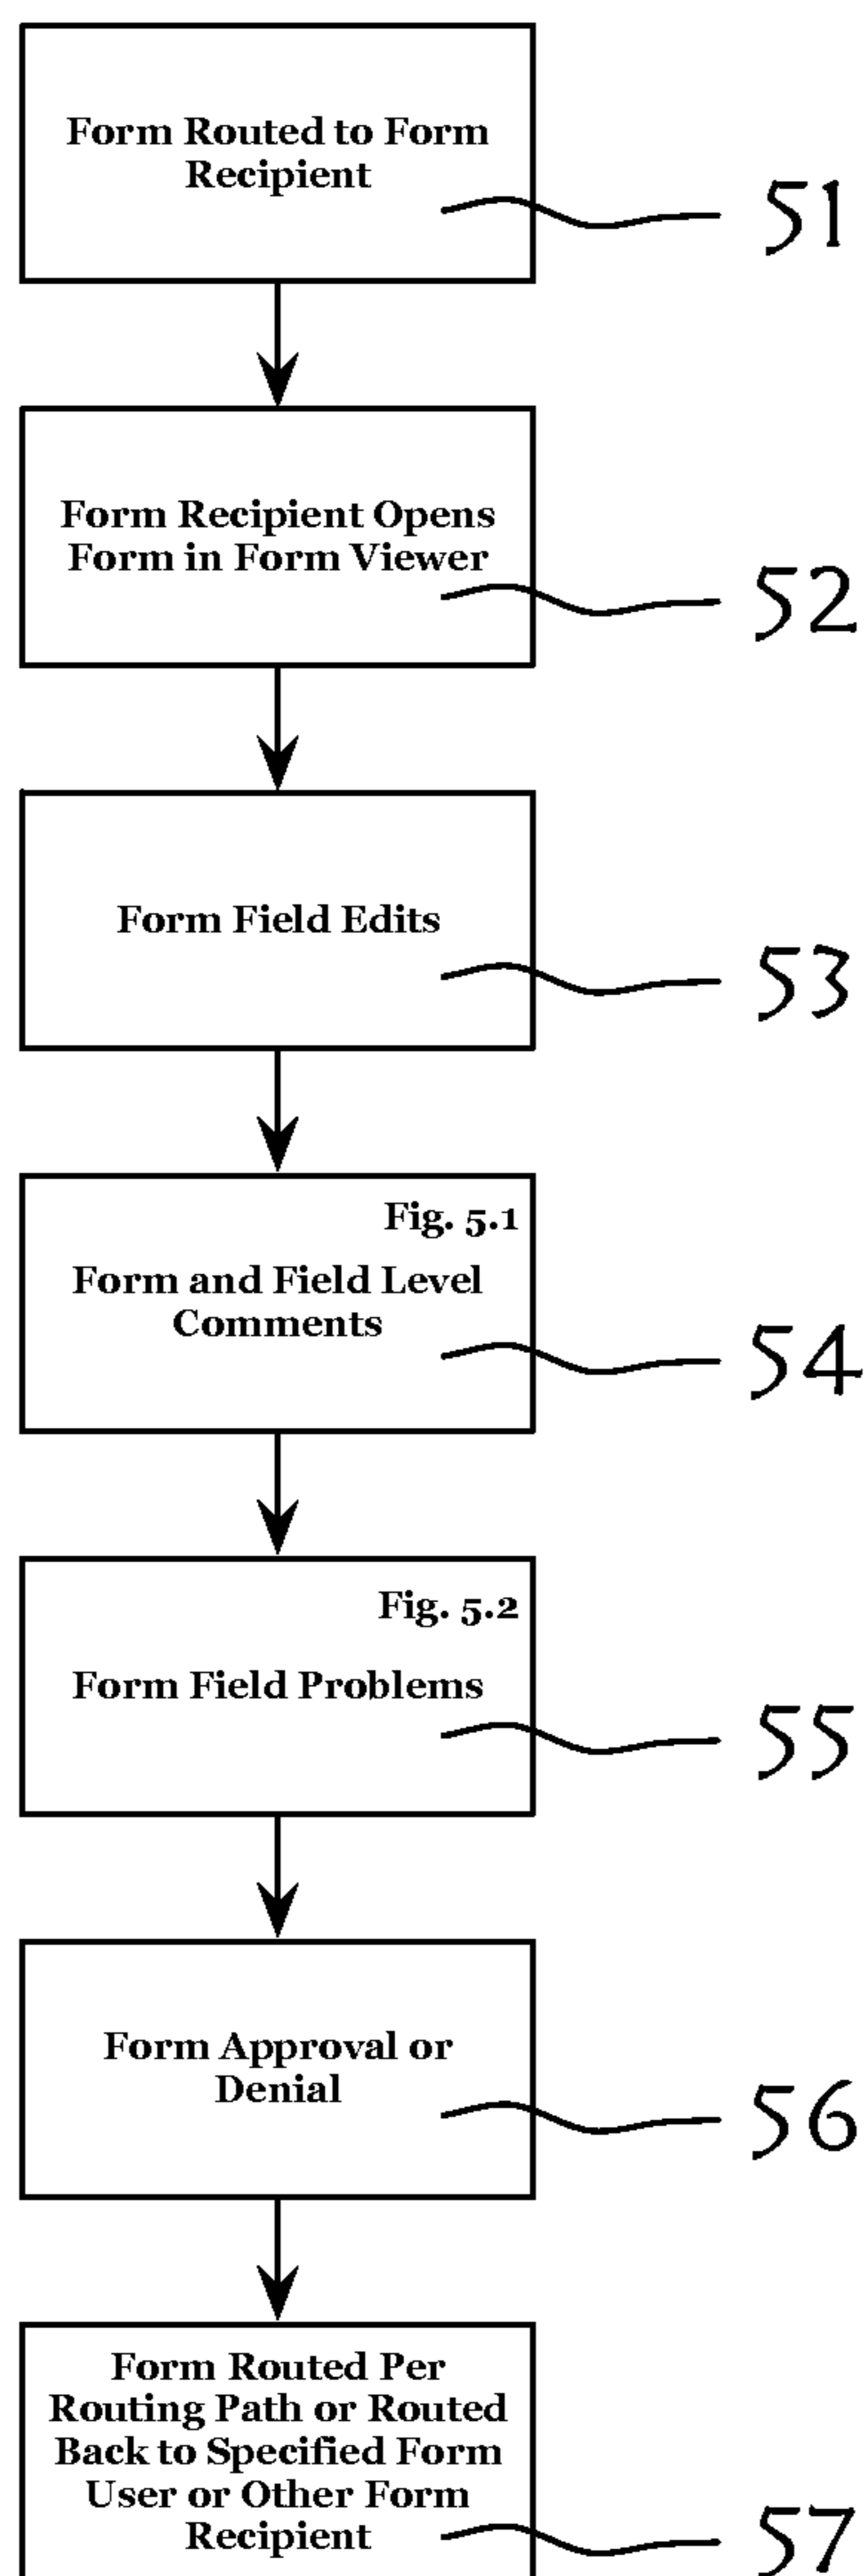 Form Routed to Form
Recipient
51
Form Recipient Opens
Form in Form Viewer
52
Form Field Edits
53
Fig. 5.1
Form and Field Level
Comments
54
Fig. 5.2
Form Field Problems
55
Form Approval or
Denial
56
Form Routed Per
Routing Path or Routed
Back to Specified Form
User or Other Form
Recipient
57